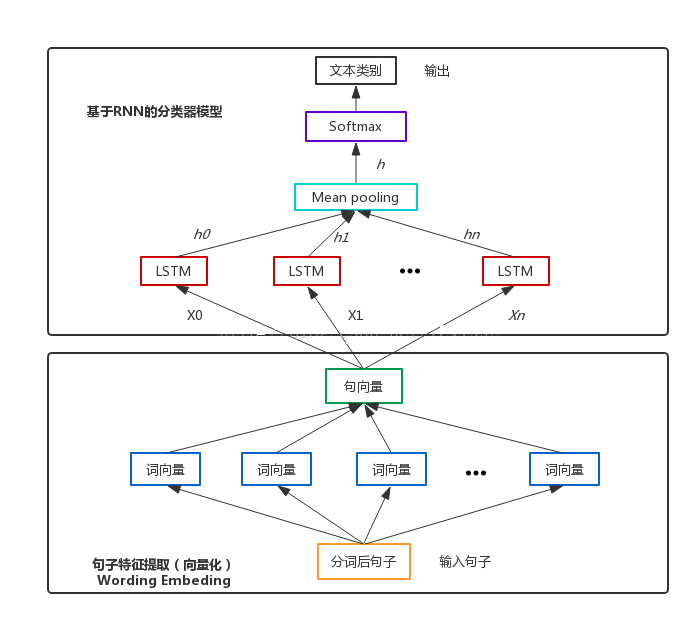 文本类别 输出
基于RNN的分类器模型
Softmax
h
Mean pooling
h0 h1 hn
LSTM LSTM ••• LSTM
X0 X1 Xn
句向量
词向量 词向量 词向量 ••• 词向量
分词后句子 输入句子
句子特征提取（向量化）
Wording Embeding